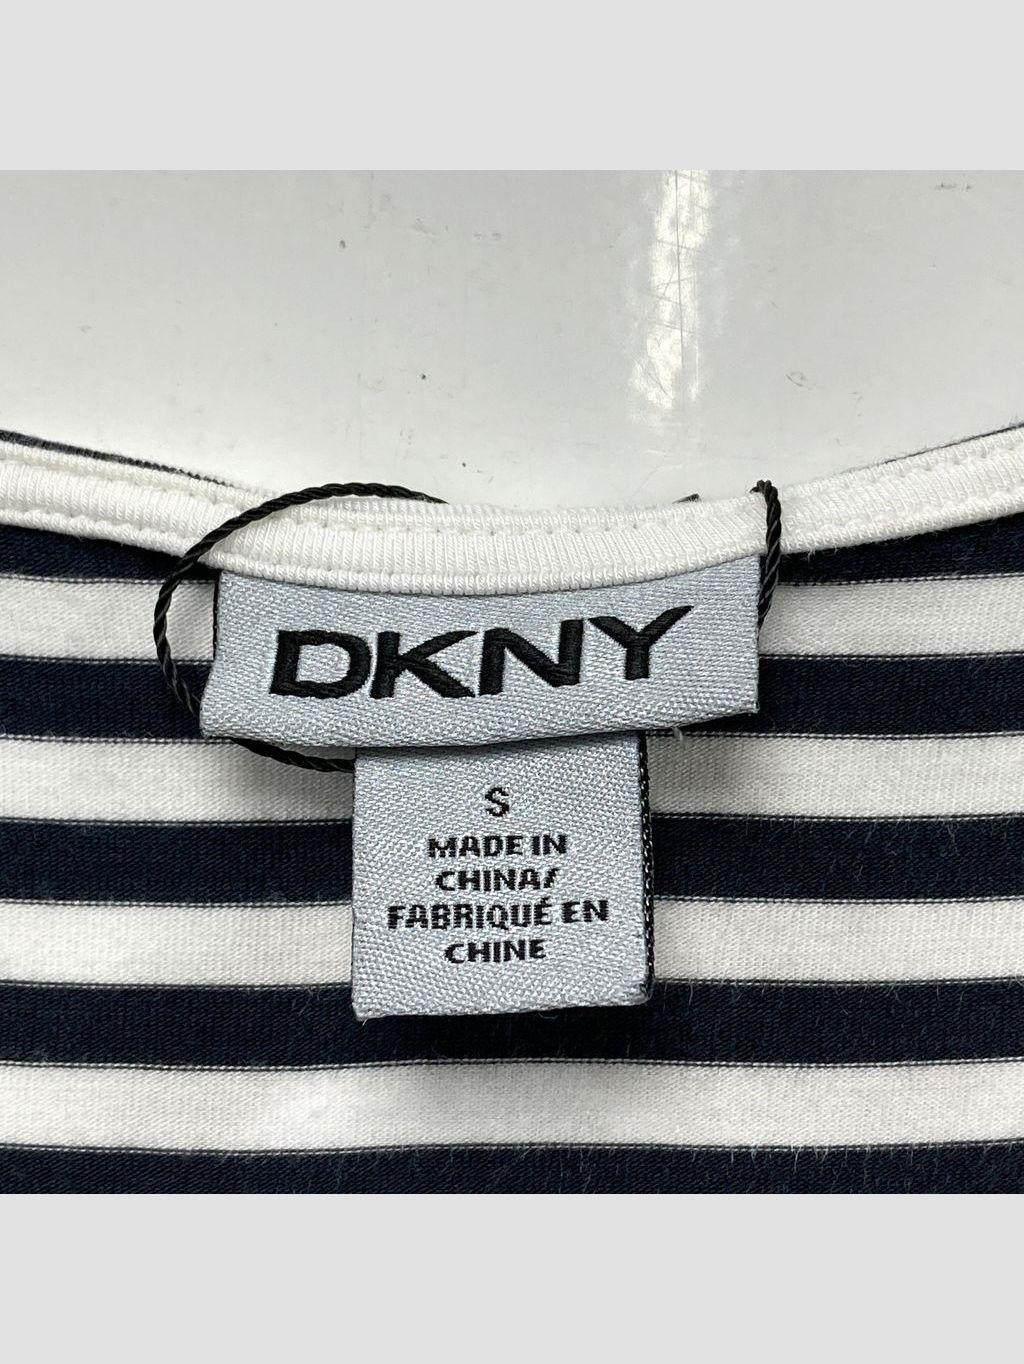 DKNY
S
MADE IN
CHINA/
FABRIQUÉ EN
CHINE